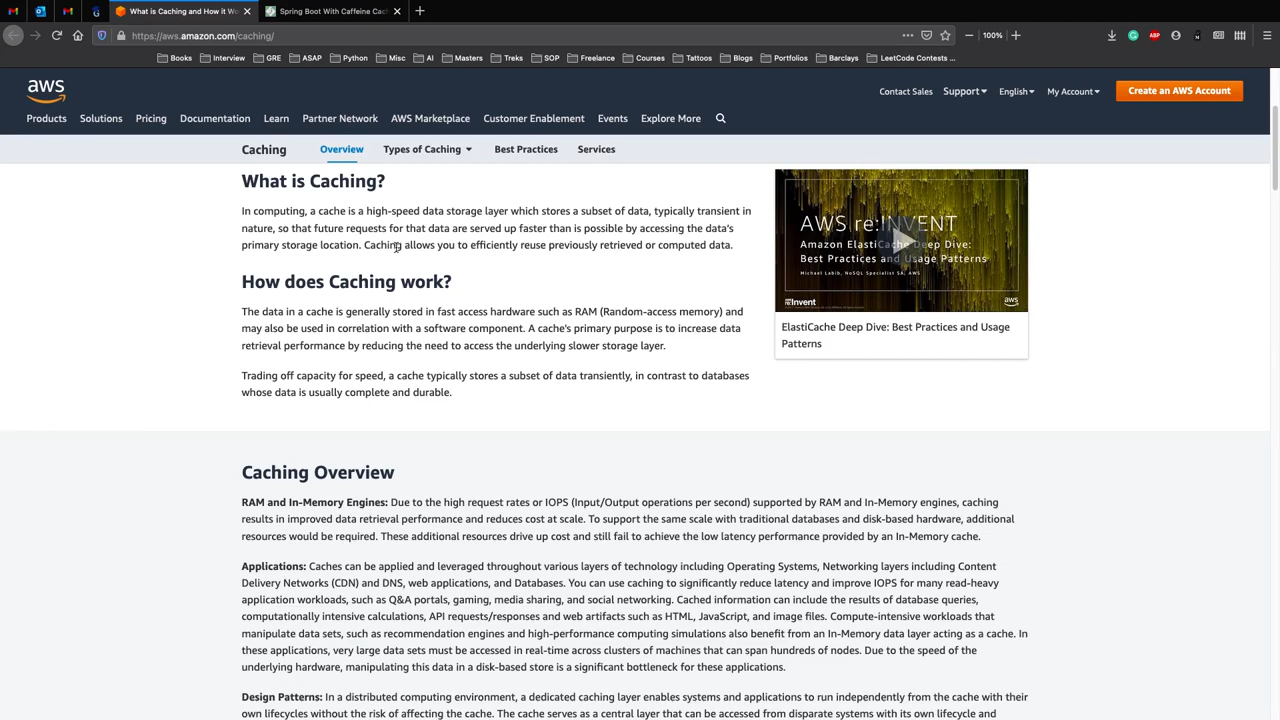 What is Caching and How it Wo
Spring Boot With Caffeine Cac
https://aws.amazon.com/caching/
100%
Books Interview GRE ASAP Python Misc AI Masters Treks SOP Freelance Courses Tattoos Blogs Portfolios Barclays LeetCode Contests ...
aws
Contact Sales Support English My Account Create an AWS Account
Products Solutions Pricing Documentation Learn Partner Network AWS Marketplace Customer Enablement Events Explore More
Caching Overview Types of Caching Best Practices Services
What is Caching?
In computing, a cache is a high-speed data storage layer which stores a subset of data, typically transient in
nature, so that future requests for that data are served up faster than is possible by accessing the data's
primary storage location. Caching allows you to efficiently reuse previously retrieved or computed data.
How does Caching work?
The data in a cache is generally stored in fast access hardware such as RAM (Random-access memory) and
may also be used in correlation with a software component. A cache's primary purpose is to increase data
retrieval performance by reducing the need to access the underlying slower storage layer.
Trading off capacity for speed, a cache typically stores a subset of data transiently, in contrast to databases
whose data is usually complete and durable.
AWS re:INVENT
Amazon ElastiCache Deep Dive:
Best Practices and Usage Patterns
Michael Labib, NoSQL Specialist SA, AWS
re:Invent
aws
ElastiCache Deep Dive: Best Practices and Usage
Patterns
Caching Overview
RAM and In-Memory Engines: Due to the high request rates or IOPS (Input/Output operations per second) supported by RAM and In-Memory engines, caching
results in improved data retrieval performance and reduces cost at scale. To support the same scale with traditional databases and disk-based hardware, additional
resources would be required. These additional resources drive up cost and still fail to achieve the low latency performance provided by an In-Memory cache.
Applications: Caches can be applied and leveraged throughout various layers of technology including Operating Systems, Networking layers including Content
Delivery Networks (CDN) and DNS, web applications, and Databases. You can use caching to significantly reduce latency and improve IOPS for many read-heavy
application workloads, such as Q&A portals, gaming, media sharing, and social networking. Cached information can include the results of database queries,
computationally intensive calculations, API requests/responses and web artifacts such as HTML, JavaScript, and image files. Compute-intensive workloads that
manipulate data sets, such as recommendation engines and high-performance computing simulations also benefit from an In-Memory data layer acting as a cache. In
these applications, very large data sets must be accessed in real-time across clusters of machines that can span hundreds of nodes. Due to the speed of the
underlying hardware, manipulating this data in a disk-based store is a significant bottleneck for these applications.
Design Patterns: In a distributed computing environment, a dedicated caching layer enables systems and applications to run independently from the cache with their
own lifecycles without the risk of affecting the cache. The cache serves as a central layer that can be accessed from disparate systems with its own lifecycle and